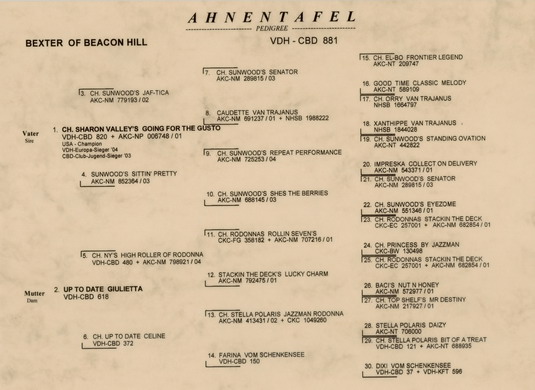 AHNENTAFEL
PEDIGREE
BEXTER OF BEACON HILL
VDH - CBD 881
Vater
Sire
1. CH. SHARON VALLEY'S GOING FOR THE GUSTO
VDH-CBD 820 + AKC-NP 006748 / 01
USA - Champion
VDH-Europa-Sieger '04
CBD-Club-Jugend-Sieger '03
Mutter
Dam
2. UP TO DATE GIULIETTA
VDH-CBD 618
3. CH. SUNWOOD'S JAF-TICA
AKC-NM 779193 / 02
4. SUNWOOD'S SITTIN' PRETTY
AKC-NM 852364 / 03
5. CH. NY'S HIGH ROLLER OF RODONNA
VDH-CBD 480 + AKC-NM 798921 / 04
6. CH. UP TO DATE CELINE
VDH-CBD 372
7. CH. SUNWOOD'S SENATOR
AKC-NM 289815 / 03
8. CAUDETTE VAN TRAJANUS
AKC-NM 691237 / 01 + NHSB 1988222
9. CH. SUNWOOD'S REPEAT PERFORMANCE
AKC-NM 725253 / 04
10. CH. SUNWOOD'S SHES THE BERRIES
AKC-NM 688145 / 03
11. CH. RODONNAS ROLLIN SEVEN'S
CKC-FG 358182 + AKC-NM 707216 / 01
12. STACKIN THE DECK'S LUCKY CHARM
AKC-NM 792475 / 01
13. CH. STELLA POLARIS JAZZMAN RODONNA
AKC-NM 413431 / 02 + CKC 1049260
14. FARINA VOM SCHENKENSEE
VDH-CBD 150
15. CH. EL-BO FRONTIER LEGEND
AKC-NT 209747
16. GOOD TIME CLASSIC MELODY
AKC-NT 589109
17. CH. ORRY VAN TRAJANUS
NHSB 1664797
18. XANTHIPPE VAN TRAJANUS
NHSB 1844028
19. CH. SUNWOOD'S STANDING OVATION
AKC-NT 442822
20. IMPRESKA COLLECT ON DELIVERY
AKC-NM 543371 / 01
21. CH. SUNWOOD'S SENATOR
AKC-NM 289815 / 03
22. CH. SUNWOOD'S EYEZOME
AKC-NM 551346 / 01
23. CH. RODONNAS STACKIN THE DECK
CKC-EC 257001 + AKC-NM 682854 / 01
24. CH. PRINCESS BY JAZZMAN
CKC-BW 130498
25. CH. RODONNAS STACKIN THE DECK
CKC-EC 257001 + AKC-NM 682854 / 01
26. BACI'S NUT N HONEY
AKC-NM 572977 / 01
27. CH. TOP SHELF'S MR DESTINY
AKC-NM 217927 / 01
28. STELLA POLARIS DAIZY
AKC-NT 706000
29. CH. STELLA POLARIS BIT OF A TREAT
VDH-CBD 121 + AKC-NT 688935
30. DIXI VOM SCHENKENSEE
VDH-CBD 37 + VDH-KFT 596